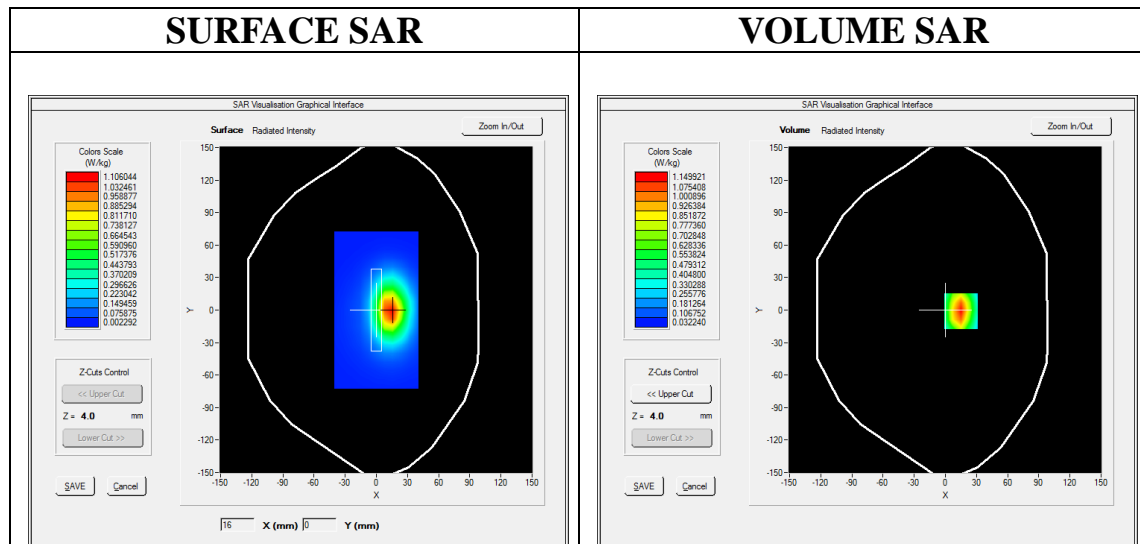 SURFACE SAR
VOLUME SAR
SAR Visualisation Graphical Interface
Surface Radiated Intensity
Zoom In/Out
Colors Scale
(W/kg)
1.106044
1.032461
0.958877
0.885294
0.811710
0.738127
0.664543
0.590960
0.517376
0.443793
0.370209
0.296626
0.223042
0.149459
0.075875
0.002292
150
120
90
60
30
0
-30
-60
-90
-120
-150
Y
-150 -120 -90 -60 -30 0 30 60 90 120 150
X
Z-Cuts Control
<< Upper Cut
Z = 4.0 mm
Lower Cut >>
SAVE Cancel
16 X (mm) 0 Y (mm)
SAR Visualisation Graphical Interface
Volume Radiated Intensity
Zoom In/Out
Colors Scale
(W/kg)
1.149921
1.075408
1.000896
0.926384
0.851872
0.777360
0.702848
0.628336
0.553824
0.479312
0.404800
0.330288
0.255776
0.181264
0.106752
0.032240
150
120
90
60
30
0
-30
-60
-90
-120
-150
Y
-150 -120 -90 -60 -30 0 30 60 90 120 150
X
Z-Cuts Control
<< Upper Cut
Z = 4.0 mm
Lower Cut >>
SAVE Cancel